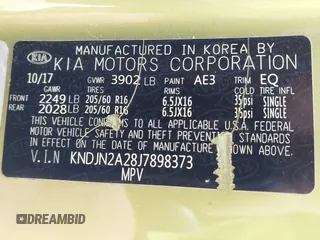 MANUFACTURED IN KOREA BY
KIA KIA MOTORS CORPORATION
10/17 GVWR 3902 LB PAINT AE3 TRIM EQ
GAWR TIRE RIMS COLD TIRE INFL
FRONT 2249 LB 205/60 R16 6.5JX16 35psi SINGLE
REAR 2028 LB 205/60 R16 6.5JX16 35psi SINGLE
THIS VEHICLE CONFORMS TO ALL APPLICABLE U.S.A. FEDERAL
MOTOR VEHICLE SAFETY, BUMPER, AND THEFT PREVENTION
STANDARDS IN EFFECT ON THE DATE OF MANUFACTURE SHOWN ABOVE.
V.I.N KNDJN2A28J7898373
MPV
DREAMBID